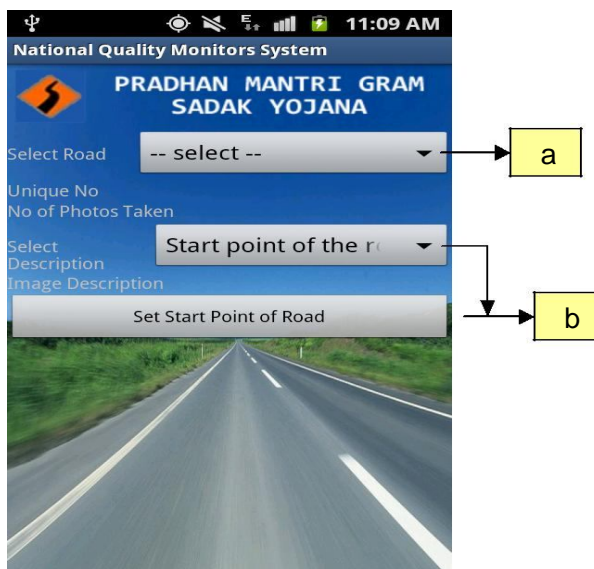 E 11:09 AM
National Quality Monitors System
PRADHAN MANTRI GRAM
SADAK YOJANA
Select Road -- select -- a
Unique No
No of Photos Taken
Select
Description Start point of the r
Image Description
Set Start Point of Road b